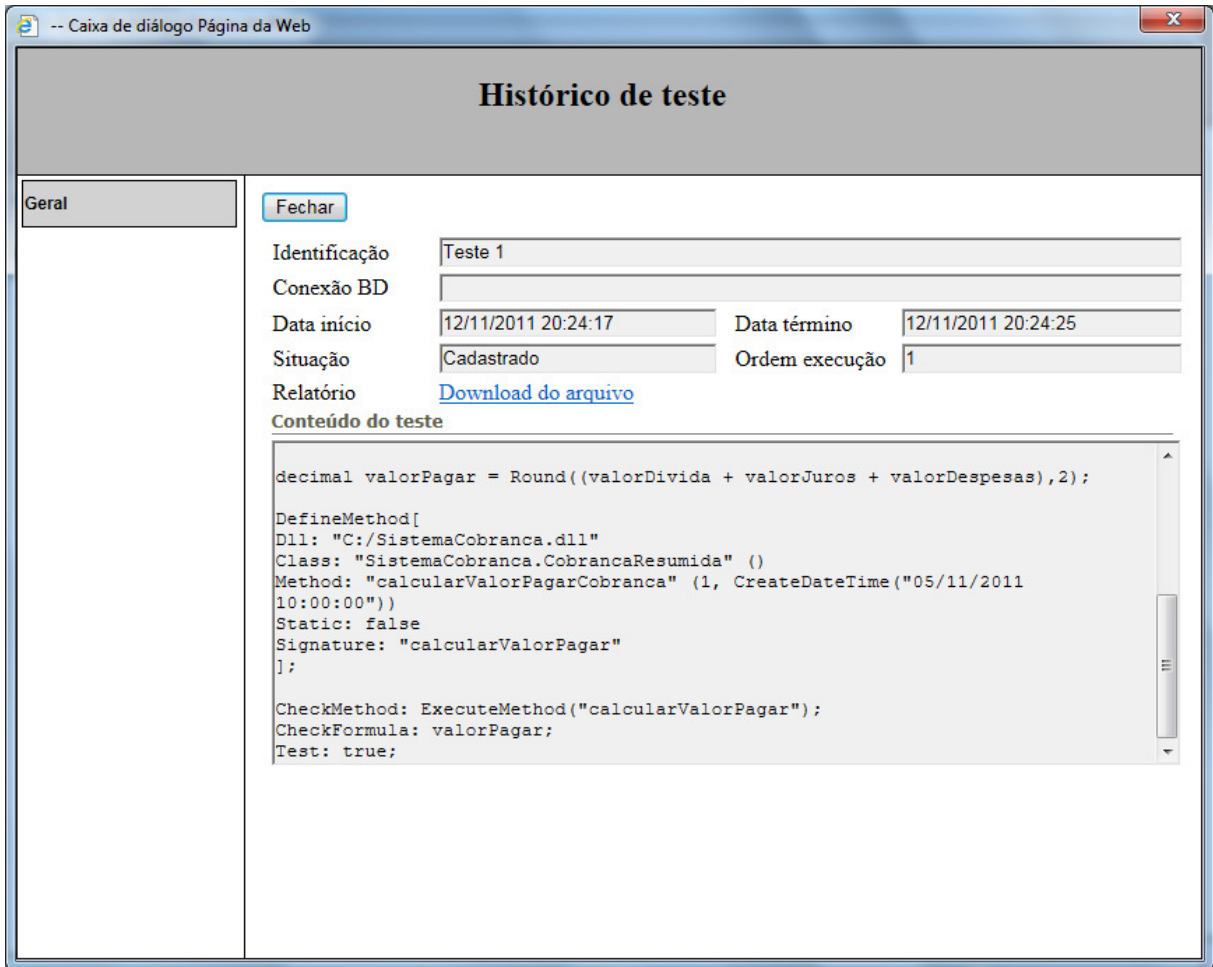 -- Caixa de diálogo Página da Web
Histórico de teste
Geral
Fechar
Identificação Teste 1
Conexão BD
Data início 12/11/2011 20:24:17 Data término 12/11/2011 20:24:25
Situação Cadastrado Ordem execução 1
Relatório Download do arquivo
Conteúdo do teste
decimal valorPagar = Round((valorDivida + valorJuros + valorDespesas),2);
DefineMethod[
Dll: "C:/SistemaCobranca.dll"
Class: "SistemaCobranca.CobrancaResumida" ()
Method: "calcularValorPagarCobranca" (1, CreateDateTime("05/11/2011
10:00:00"))
Static: false
Signature: "calcularValorPagar"
];
CheckMethod: ExecuteMethod("calcularValorPagar");
CheckFormula: valorPagar;
Test: true;